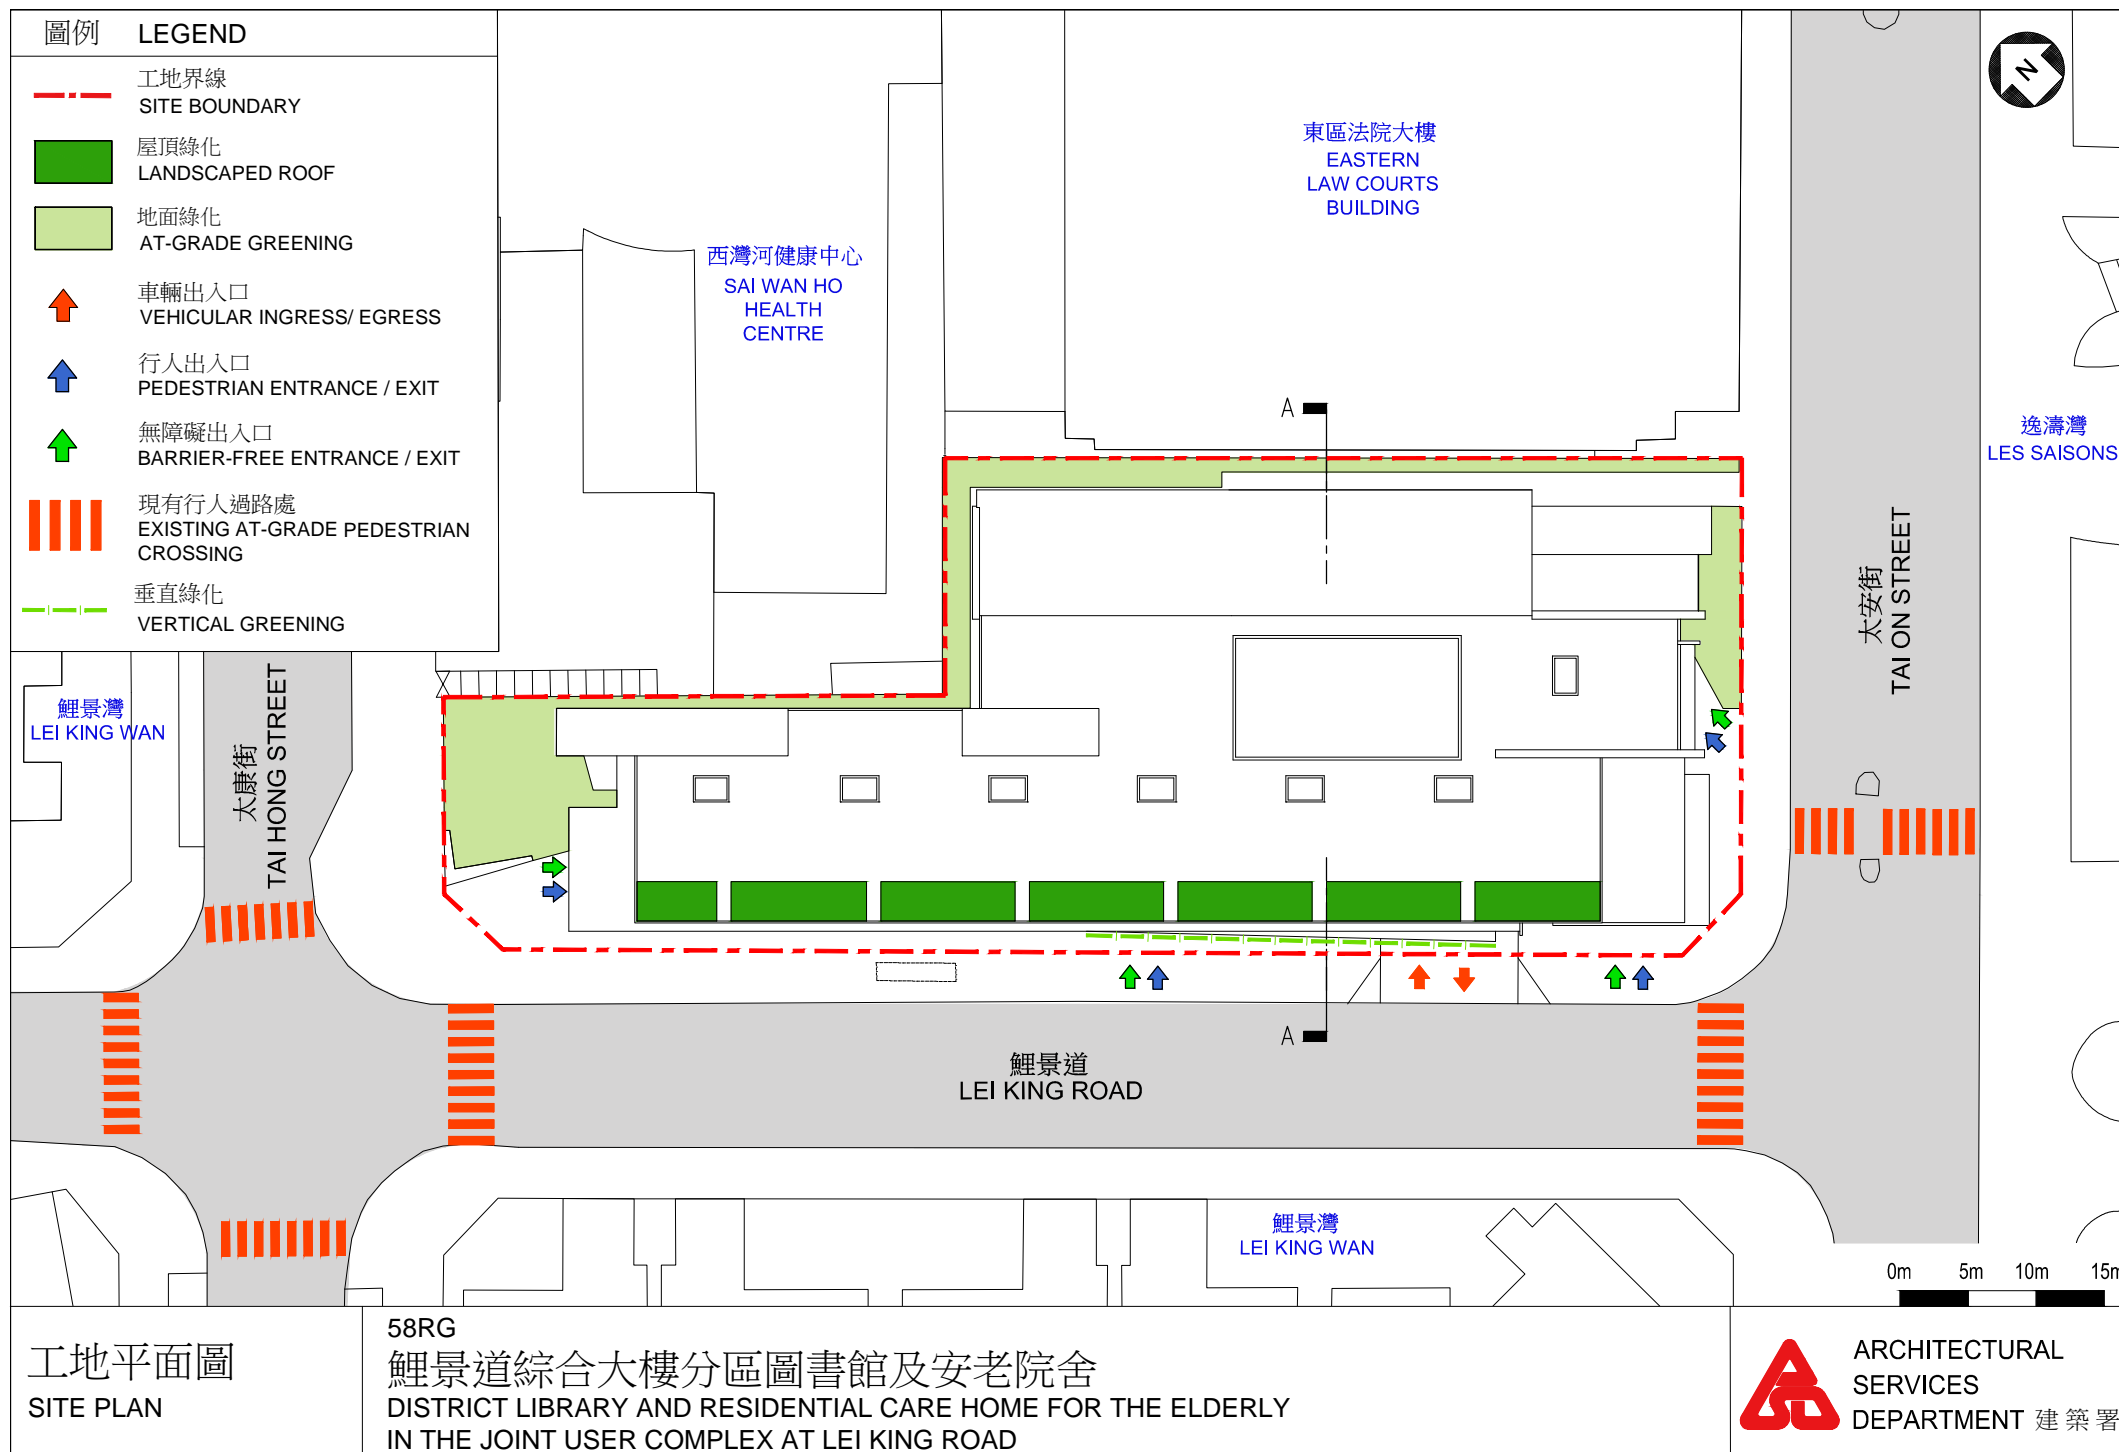 圖例 LEGEND
工地界線
SITE BOUNDARY
屋頂綠化
LANDSCAPED ROOF
地面綠化
AT-GRADE GREENING
車輛出入口
VEHICULAR INGRESS/ EGRESS
行人出入口
PEDESTRIAN ENTRANCE / EXIT
無障礙出入口
BARRIER-FREE ENTRANCE / EXIT
現有行人過路處
EXISTING AT-GRADE PEDESTRIAN
CROSSING
垂直綠化
VERTICAL GREENING
東區法院大樓
EASTERN
LAW COURTS
BUILDING
N
西灣河健康中心
SAI WAN HO
HEALTH
CENTRE
A
逸濤灣
LES SAISONS
太安街
TAI ON STREET
鯉景灣
LEI KING WAN
太康街
TAI HONG STREET
A
鯉景道
LEI KING ROAD
鯉景灣
LEI KING WAN
0m 5m 10m 15m
工地平面圖
SITE PLAN
58RG
鯉景道綜合大樓分區圖書館及安老院舍
DISTRICT LIBRARY AND RESIDENTIAL CARE HOME FOR THE ELDERLY
IN THE JOINT USER COMPLEX AT LEI KING ROAD
ARCHITECTURAL
SERVICES
DEPARTMENT 建築署